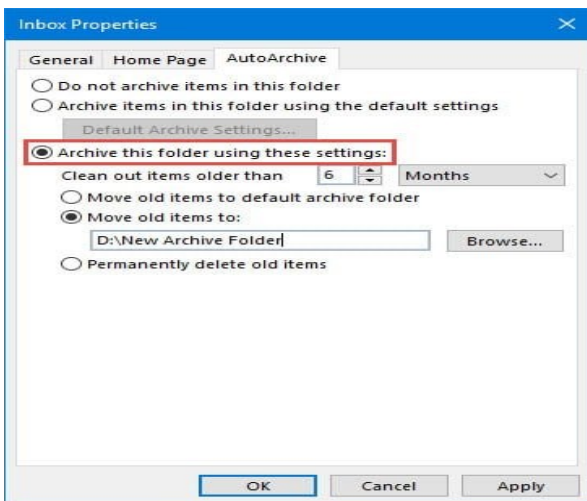 Inbox Properties
General Home Page AutoArchive
Do not archive items in this folder
Archive items in this folder using the default settings
Default Archive Settings...
Archive this folder using these settings:
Clean out items older than 6 Months
Move old items to default archive folder
Move old items to:
D:\New Archive Folder
Browse...
Permanently delete old items
OK Cancel Apply